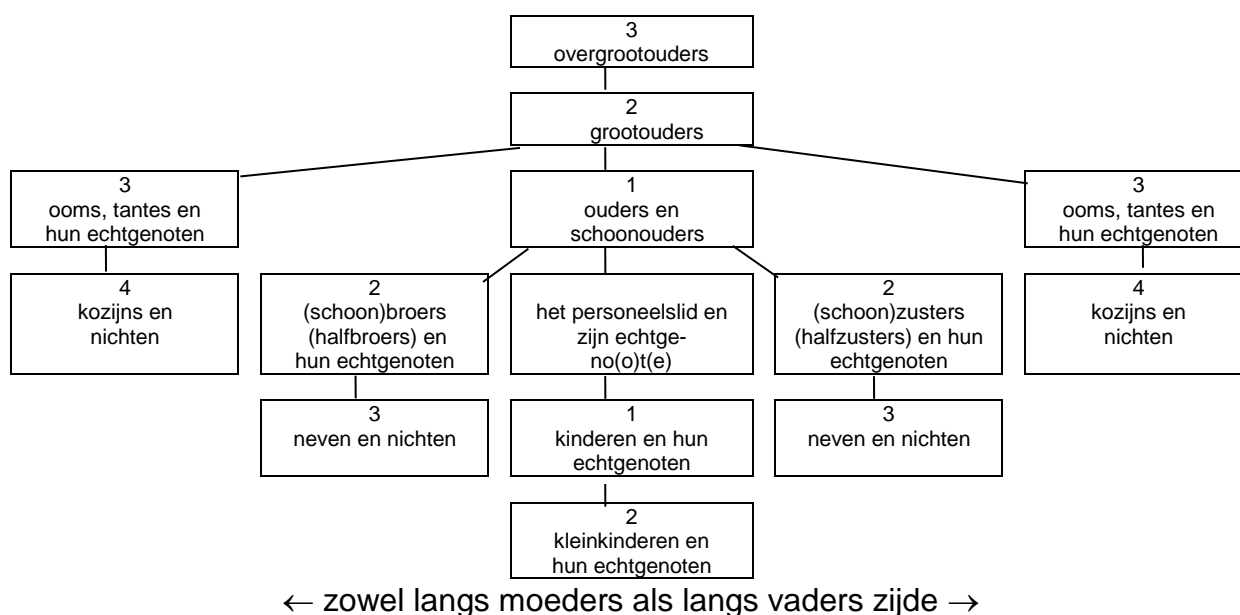 3
overgrootouders
2
grootouders
3
ooms, tantes en
hun echtgenoten
1
ouders en
schoonouders
3
ooms, tantes en
hun echtgenoten
4
kozijns en
nichten
2
(schoon)broers
(halfbroers) en
hun echtgenoten
het personeelslid en
zijn echtge-
no(o)t(e)
2
(schoon)zusters
(halfzusters) en hun
echtgenoten
4
kozijns en
nichten
3
neven en nichten
1
kinderen en hun
echtgenoten
3
neven en nichten
2
kleinkinderen en
hun echtgenoten
← zowel langs moeders als langs vaders zijde →